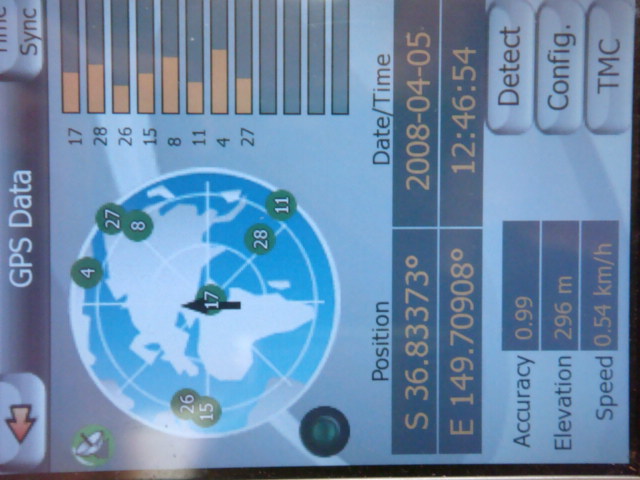 GPS Data
Time
Sync
4
27
8
26
15
17
28
11
17
28
26
15
8
11
4
27
Position
Date/Time
S 36.83373°
2008-04-05
E 149.70908°
12:46:54
Accuracy 0.99
Elevation 296 m
Speed 0.54 km/h
Detect
Config.
TMC